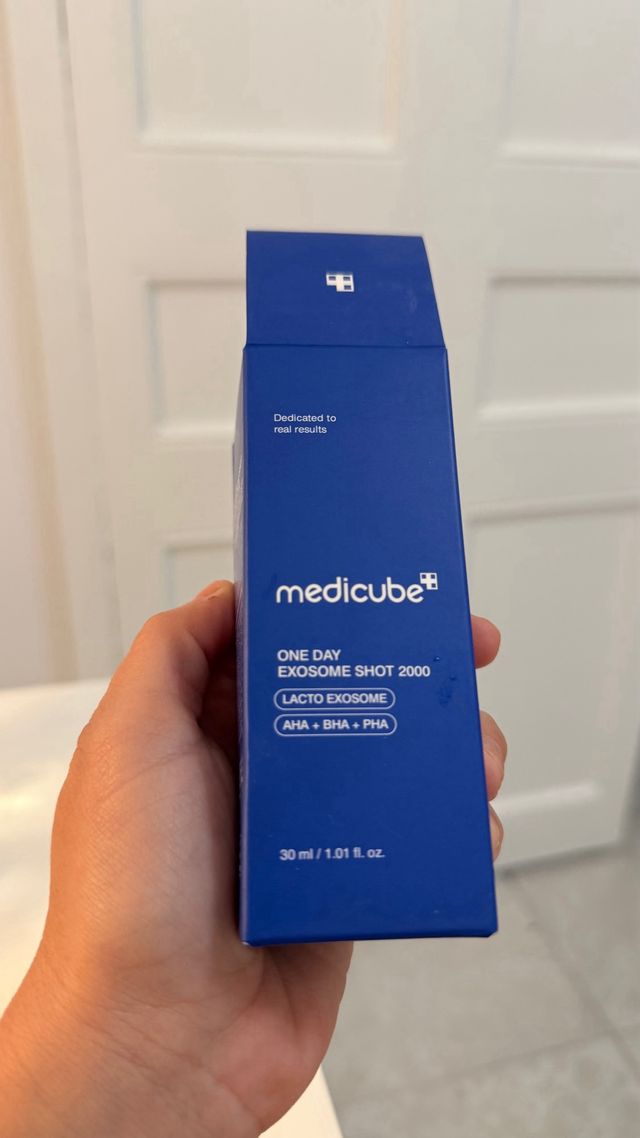 Dedicated to
real results
medicube
ONE DAY
EXOSOME SHOT 2000
LACTO EXOSOME
AHA + BHA + PHA
30 ml / 1.01 fl. oz.